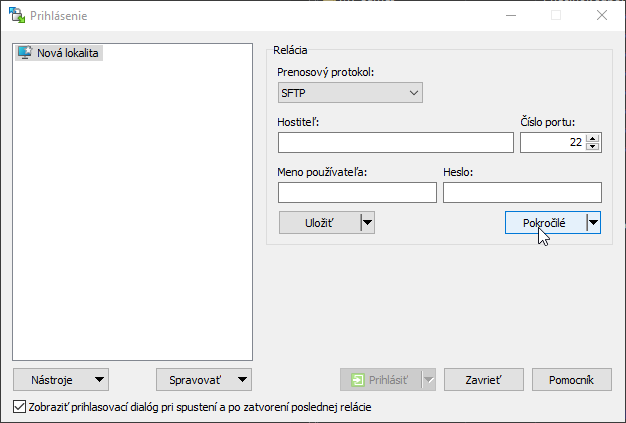 Prihlásenie
Nová lokalita
Relácia
Prenosový protokol:
SFTP
Hostiteľ:
Číslo portu:
22
Meno používateľa:
Heslo:
Uložiť
Pokročilé
Nástroje
Spravovať
Prihlásiť
Zavrieť
Pomocník
Zobraziť prihlasovací dialóg pri spustení a po zatvorení poslednej relácie